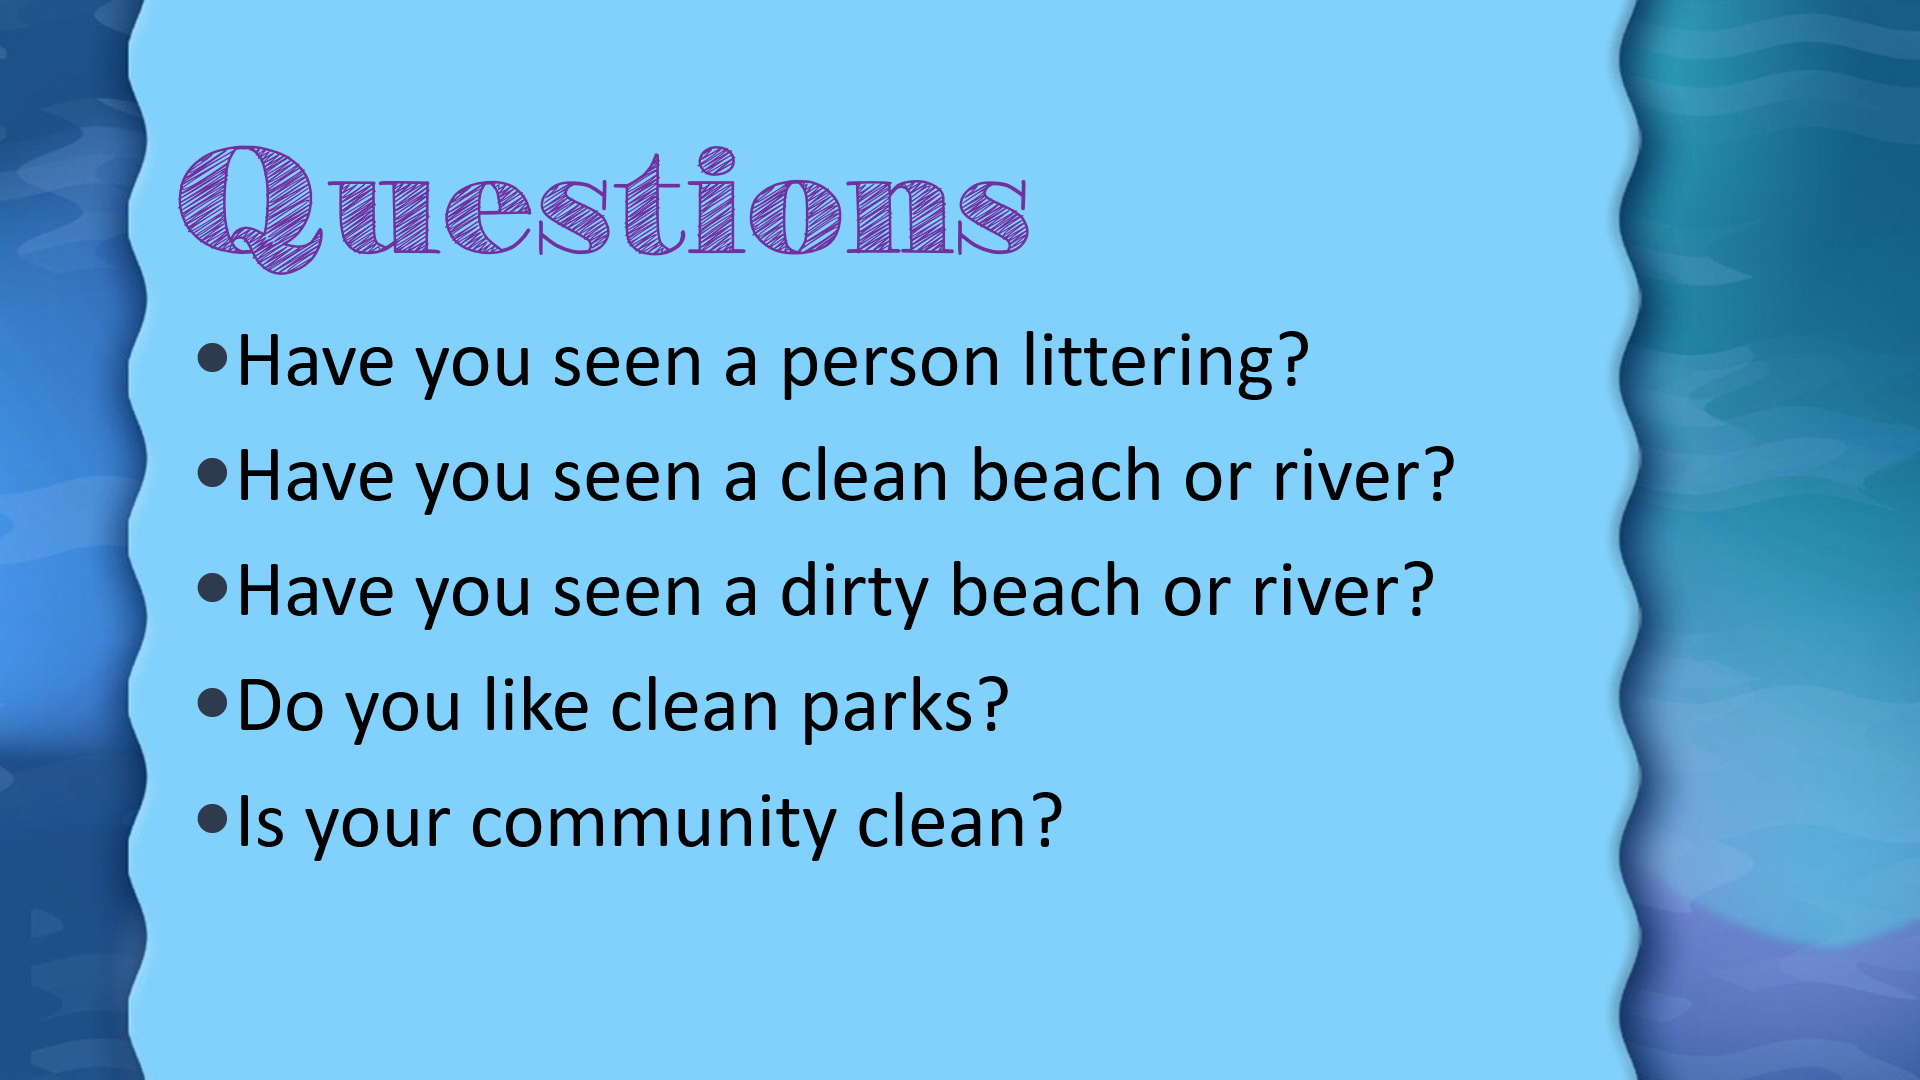 Questions
•Have you seen a person littering?
•Have you seen a clean beach or river?
•Have you seen a dirty beach or river?
•Do you like clean parks?
•Is your community clean?